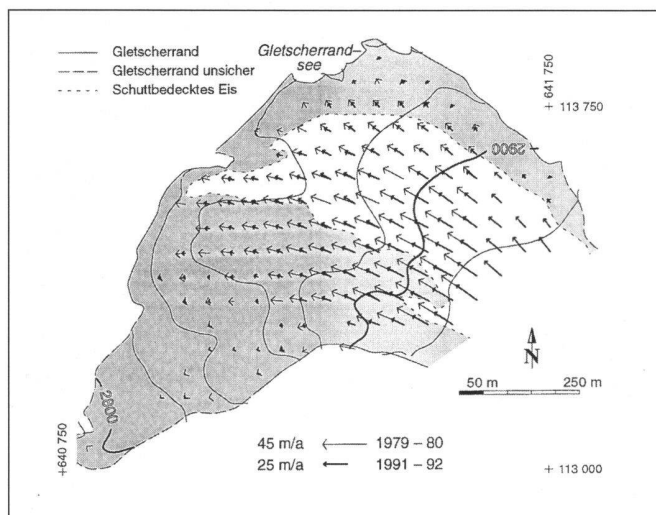 Gletscherrand
Gletscherrand unsicher
Schuttbedecktes Eis
Gletscherrand–
see
641 750
+ 113 750
2900
N
50 m 250 m
2800
+640 750
45 m/a 1979 – 80
25 m/a 1991 – 92
+ 113 000